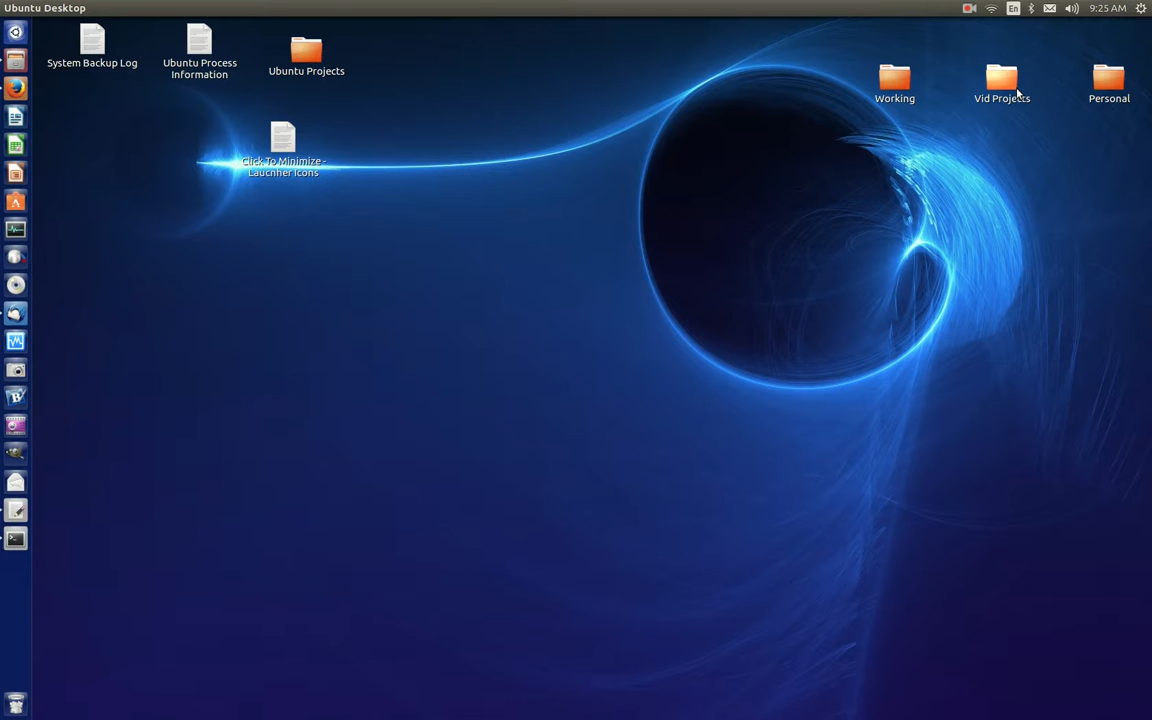 Ubuntu Desktop
En
9:25 AM
System Backup Log
Ubuntu Process
Information
Ubuntu Projects
Working
Vid Projects
Personal
Click To Minimize -
Laucnher Icons